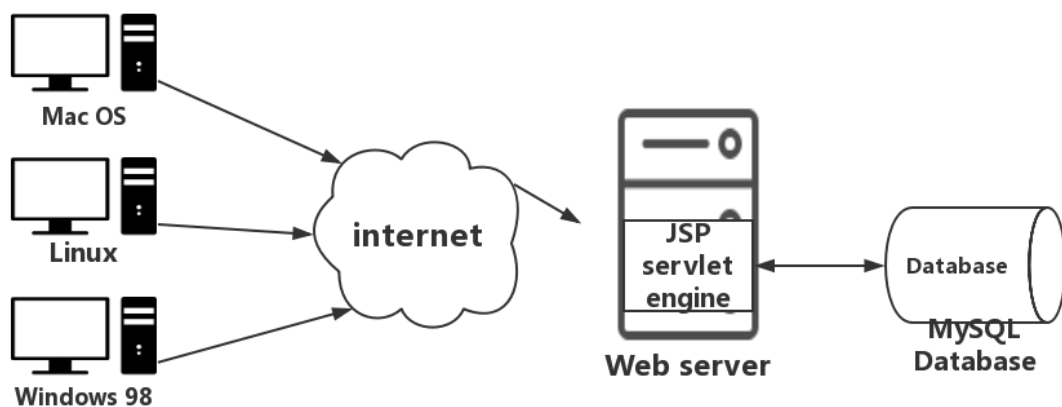 Mac OS
Linux
Windows 98
internet
JSP
servlet
engine
Web server
Database
MySQL
Database